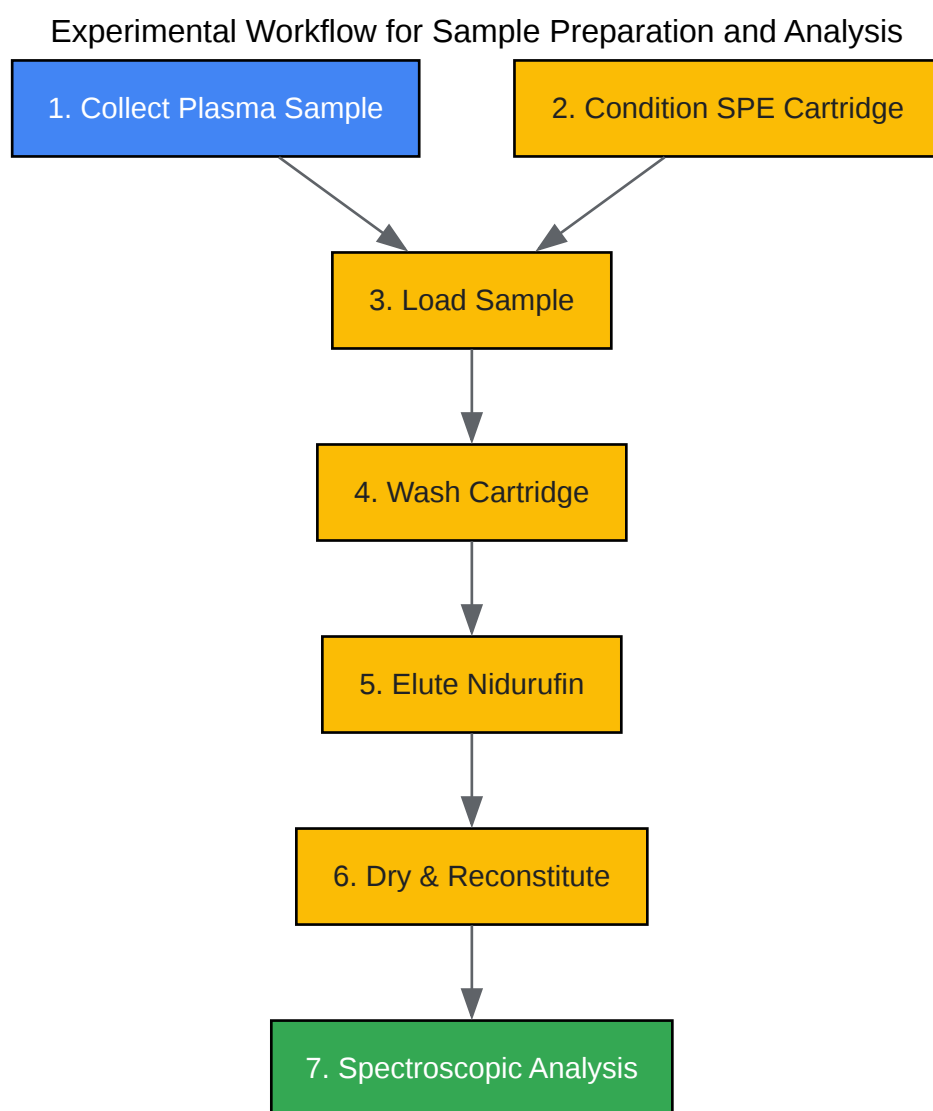 Experimental Workflow for Sample Preparation and Analysis
1. Collect Plasma Sample
2. Condition SPE Cartridge
3. Load Sample
4. Wash Cartridge
5. Elute Nidurufin
6. Dry & Reconstitute
7. Spectroscopic Analysis